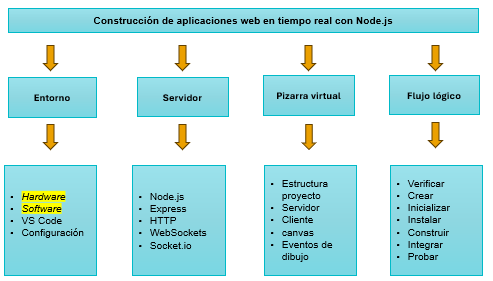 Construcción de aplicaciones web en tiempo real con Node.js
Entorno
Servidor
Pizarra virtual
Flujo lógico
• Hardware
• Software
• VS Code
• Configuración
• Node.js
• Express
• HTTP
• WebSockets
• Socket.io
• Estructura
proyecto
• Servidor
• Cliente
• canvas
• Eventos de
dibujo
• Verificar
• Crear
• Inicializar
• Instalar
• Construir
• Integrar
• Probar